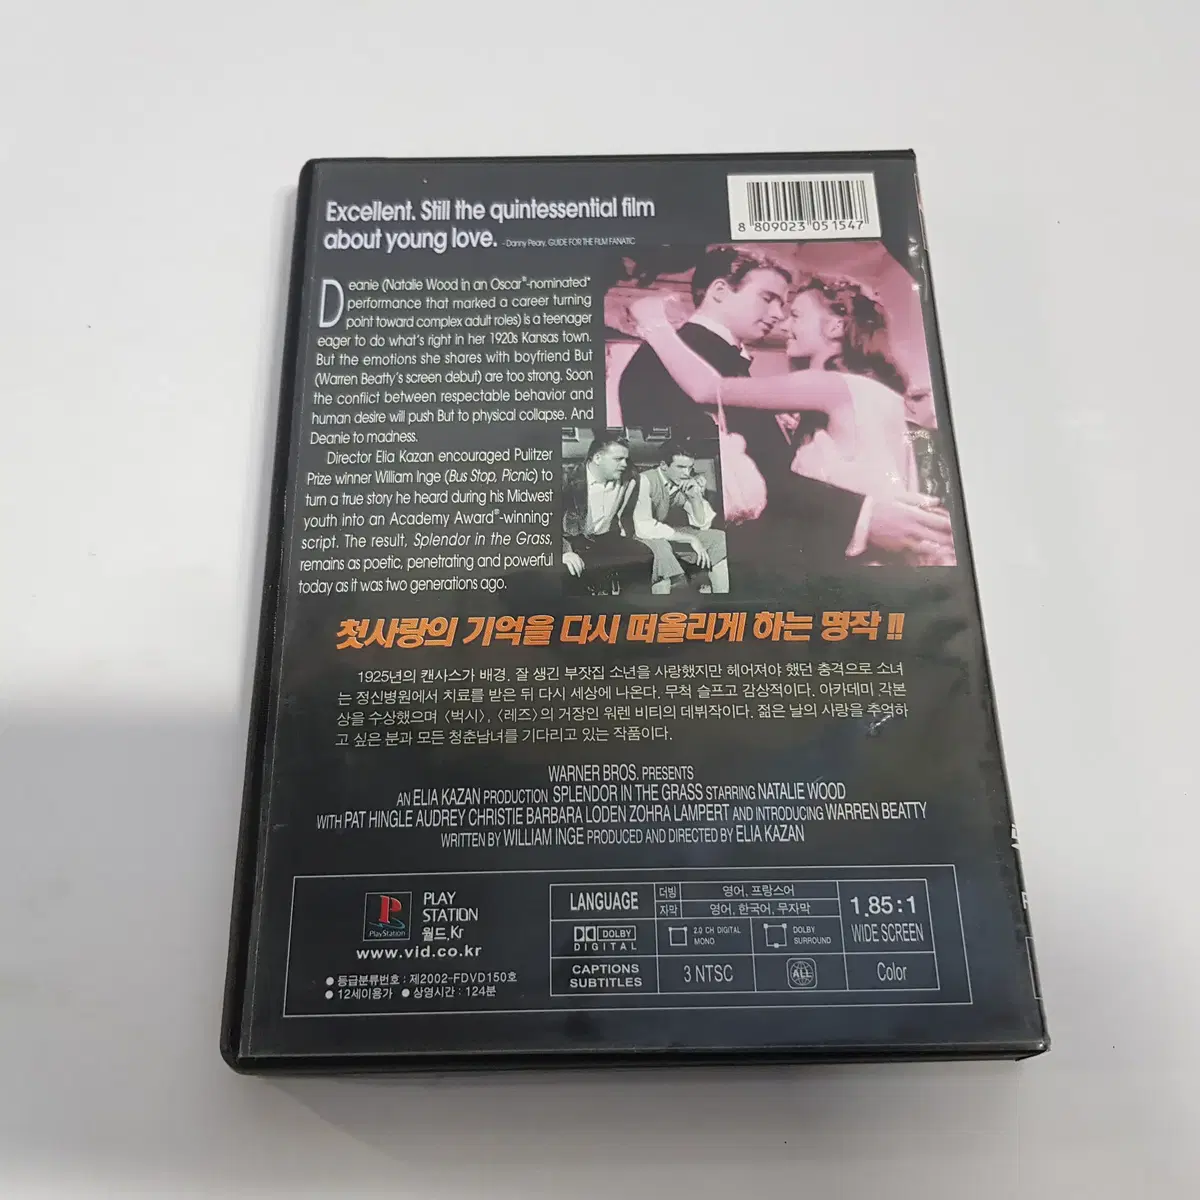 Excellent. Still the quintessential film
about young love. - Danny Peary, GUIDE FOR THE FILM FANATIC
8 809023 051547
Deanie (Natalie Wood in an Oscar®-nominated*
performance that marked a career turning
point toward complex adult roles) is a teenager
eager to do what's right in her 1920s Kansas town.
But the emotions she shares with boyfriend But
(Warren Beatty's screen debut) are too strong. Soon
the conflict between respectable behavior and
human desire will push But to physical collapse. And
Deanie to madness.
Director Elia Kazan encouraged Pulitzer
Prize winner William Inge (Bus Stop, Picnic) to
turn a true story he heard during his Midwest
youth into an Academy Award®-winning*
script. The result, Splendor in the Grass,
remains as poetic, penetrating and powerful
today as it was two generations ago.
첫사랑의 기억을 다시 떠올리게 하는 명작 !!
1925년의 캔사스가 배경. 잘 생긴 부잣집 소년을 사랑했지만 헤어져야 했던 충격으로 소녀
는 정신병원에서 치료를 받은 뒤 다시 세상에 나온다. 무척 슬프고 감상적이다. 아카데미 각본
상을 수상했으며 〈벅시〉, 〈레즈〉의 거장인 워렌 비티의 데뷔작이다. 젊은 날의 사랑을 추억하
고 싶은 분과 모든 청춘남녀를 기다리고 있는 작품이다.
WARNER BROS. PRESENTS
AN ELIA KAZAN PRODUCTION SPLENDOR IN THE GRASS STARRING NATALIE WOOD
WITH PAT HINGLE AUDREY CHRISTIE BARBARA LODEN ZOHRA LAMPERT AND INTRODUCING WARREN BEATTY
WRITTEN BY WILLIAM INGE PRODUCED AND DIRECTED BY ELIA KAZAN
PlayStation
PLAY
STATION
월드.Kr
www.vid.co.kr
● 등급분류번호 : 제2002-FDVD150호
● 12세이용가 ● 상영시간 : 124분
LANGUAGE
더빙 영어, 프랑스어
자막 영어, 한국어, 무자막
1.85:1
WIDE SCREEN
DOLBY
DIGITAL
2.0 CH DIGITAL
MONO
DOLBY
SURROUND
CAPTIONS
SUBTITLES
3 NTSC
ALL
Color